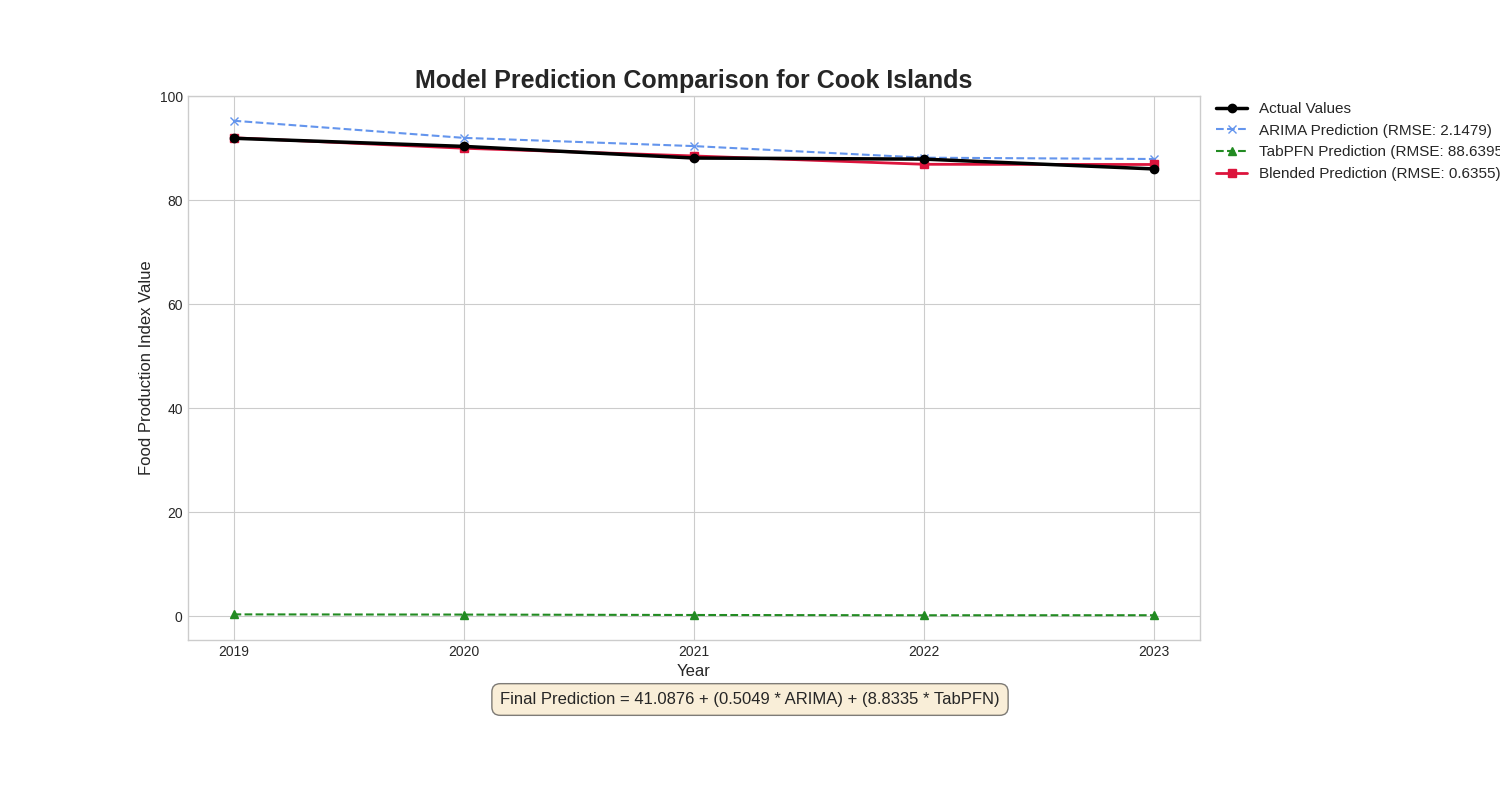 Model Prediction Comparison for Cook Islands
100
80
60
40
20
0
Food Production Index Value
2019 2020 2021 2022 2023
Year
Actual Values
ARIMA Prediction (RMSE: 2.1479)
TabPFN Prediction (RMSE: 88.6395
Blended Prediction (RMSE: 0.6355)
Final Prediction = 41.0876 + (0.5049 * ARIMA) + (8.8335 * TabPFN)